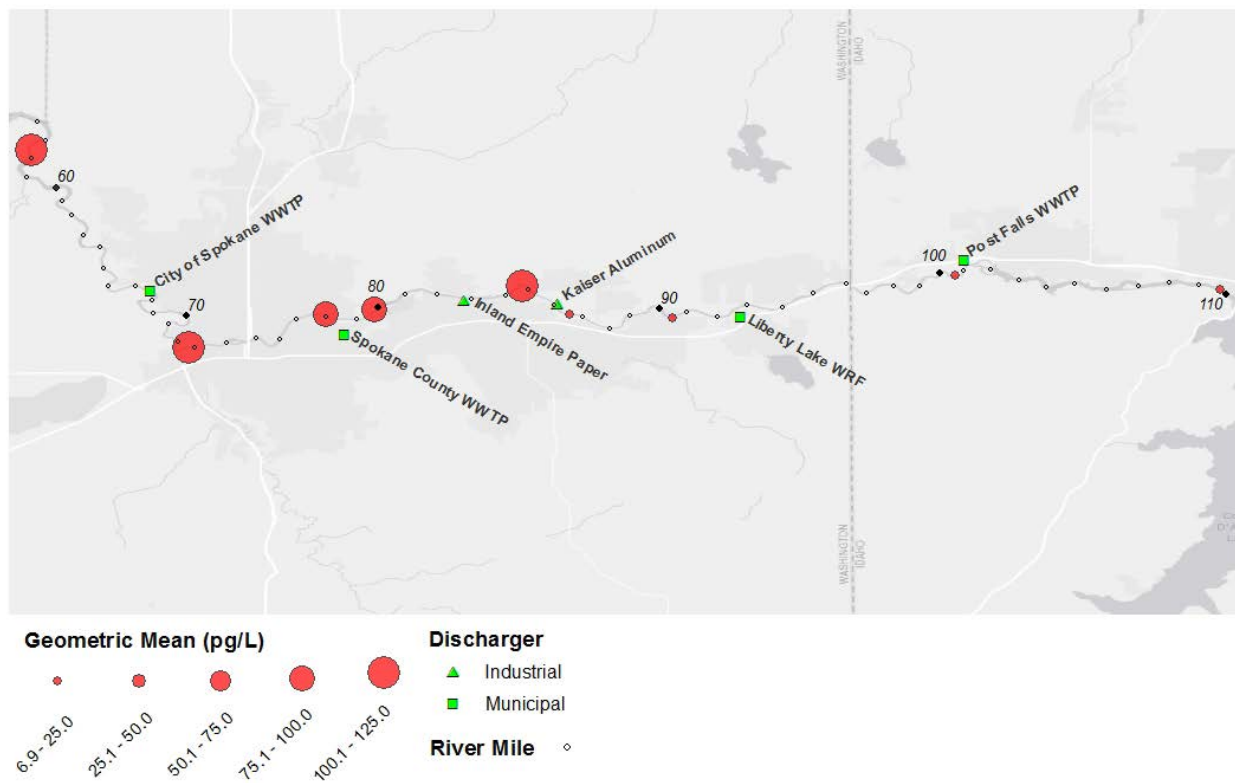 WASHINGTON
IDAHO
60
City of Spokane WWTP
70
80
Spokane County WWTP
Inland Empire Paper
Kaiser Aluminum
90
Liberty Lake WRF
100
Post Falls WWTP
110
WASHINGTON
IDAHO
Geometric Mean (pg/L)
6.9 - 25.0
25.1 - 50.0
50.1 - 75.0
75.1 - 100.0
100.1 - 125.0
Discharger
Industrial
Municipal
River Mile